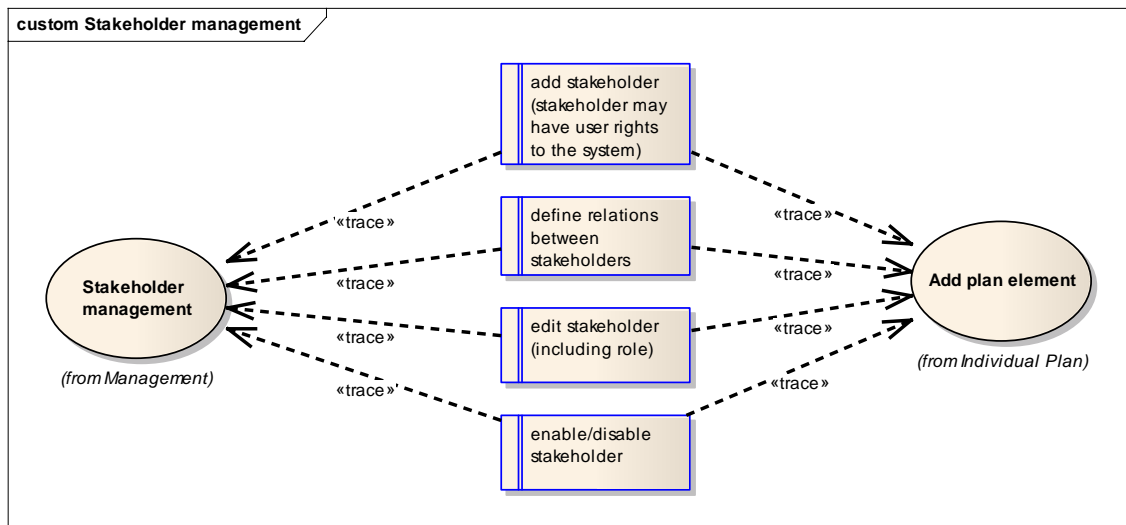 custom Stakeholder management
add stakeholder
(stakeholder may
have user rights
to the system)
«trace»
«trace»
define relations
between
stakeholders
«trace»
«trace»
Stakeholder
management
(from Management)
Add plan element
(from Individual Plan)
edit stakeholder
(including role)
«trace»
«trace»
«trace»
«trace»
enable/disable
stakeholder